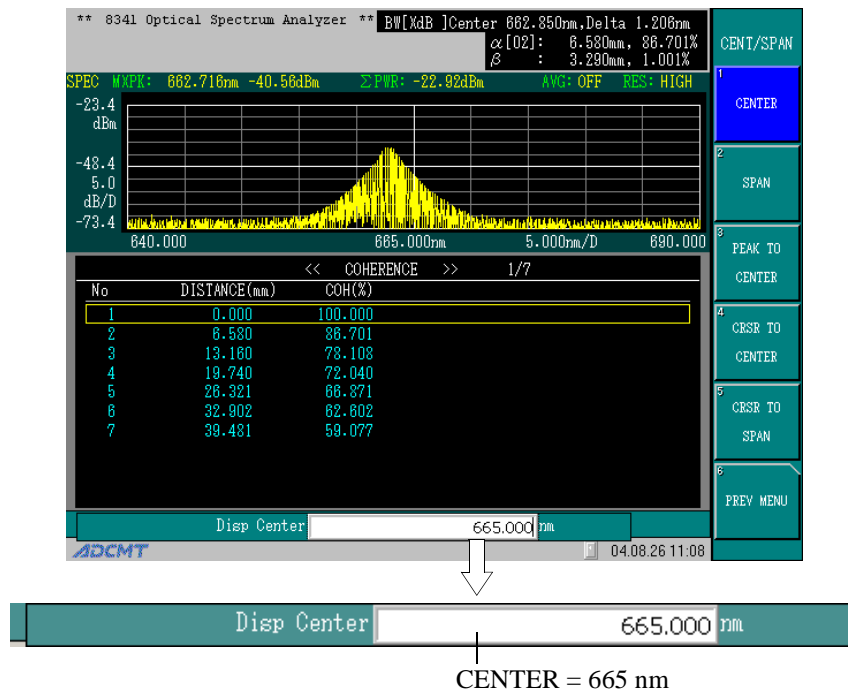 ** 8341 Optical Spectrum Analyzer ** BW[XdB ]Center 662.850nm,Delta 1.206nm
α[02]: 6.580mm, 86.701%
β : 3.290mm, 1.001%
SPEC MXPK: 662.716nm -40.56dBm ΣPWR: -22.92dBm AVG: OFF RES: HIGH
-23.4
dBm
-48.4
5.0
dB/D
-73.4
640.000 665.000nm 5.000nm/D 690.000
<< COHERENCE >> 1/7
No DISTANCE(mm) COH(%)
1 0.000 100.000
2 6.580 86.701
3 13.160 78.108
4 19.740 72.040
5 26.321 66.871
6 32.902 62.602
7 39.481 59.077
Disp Center 665.000 nm
ADCMT 04.08.26 11:08
CENT/SPAN
1
CENTER
2
SPAN
3
PEAK TO
CENTER
4
CRSR TO
CENTER
5
CRSR TO
SPAN
6
PREV MENU
Disp Center 665.000 nm
CENTER = 665 nm